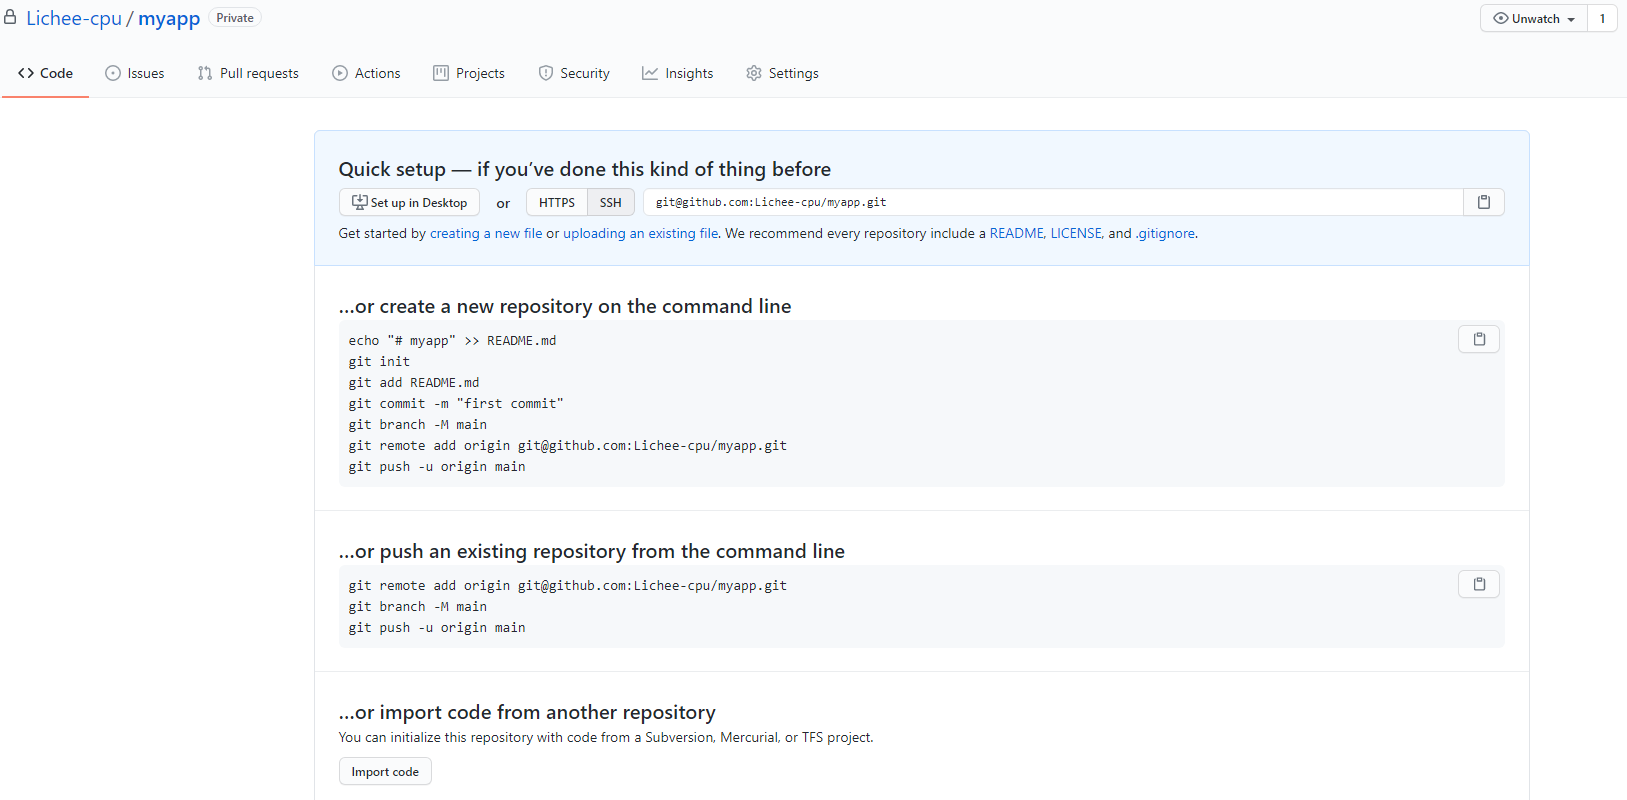 Lichee-cpu / myapp Private
Unwatch 1
Code Issues Pull requests Actions Projects Security Insights Settings
Quick setup — if you’ve done this kind of thing before
Set up in Desktop or HTTPS SSH git@github.com:Lichee-cpu/myapp.git
Get started by creating a new file or uploading an existing file. We recommend every repository include a README, LICENSE, and .gitignore.
…or create a new repository on the command line
echo "# myapp" >> README.md
git init
git add README.md
git commit -m "first commit"
git branch -M main
git remote add origin git@github.com:Lichee-cpu/myapp.git
git push -u origin main
…or push an existing repository from the command line
git remote add origin git@github.com:Lichee-cpu/myapp.git
git branch -M main
git push -u origin main
…or import code from another repository
You can initialize this repository with code from a Subversion, Mercurial, or TFS project.
Import code